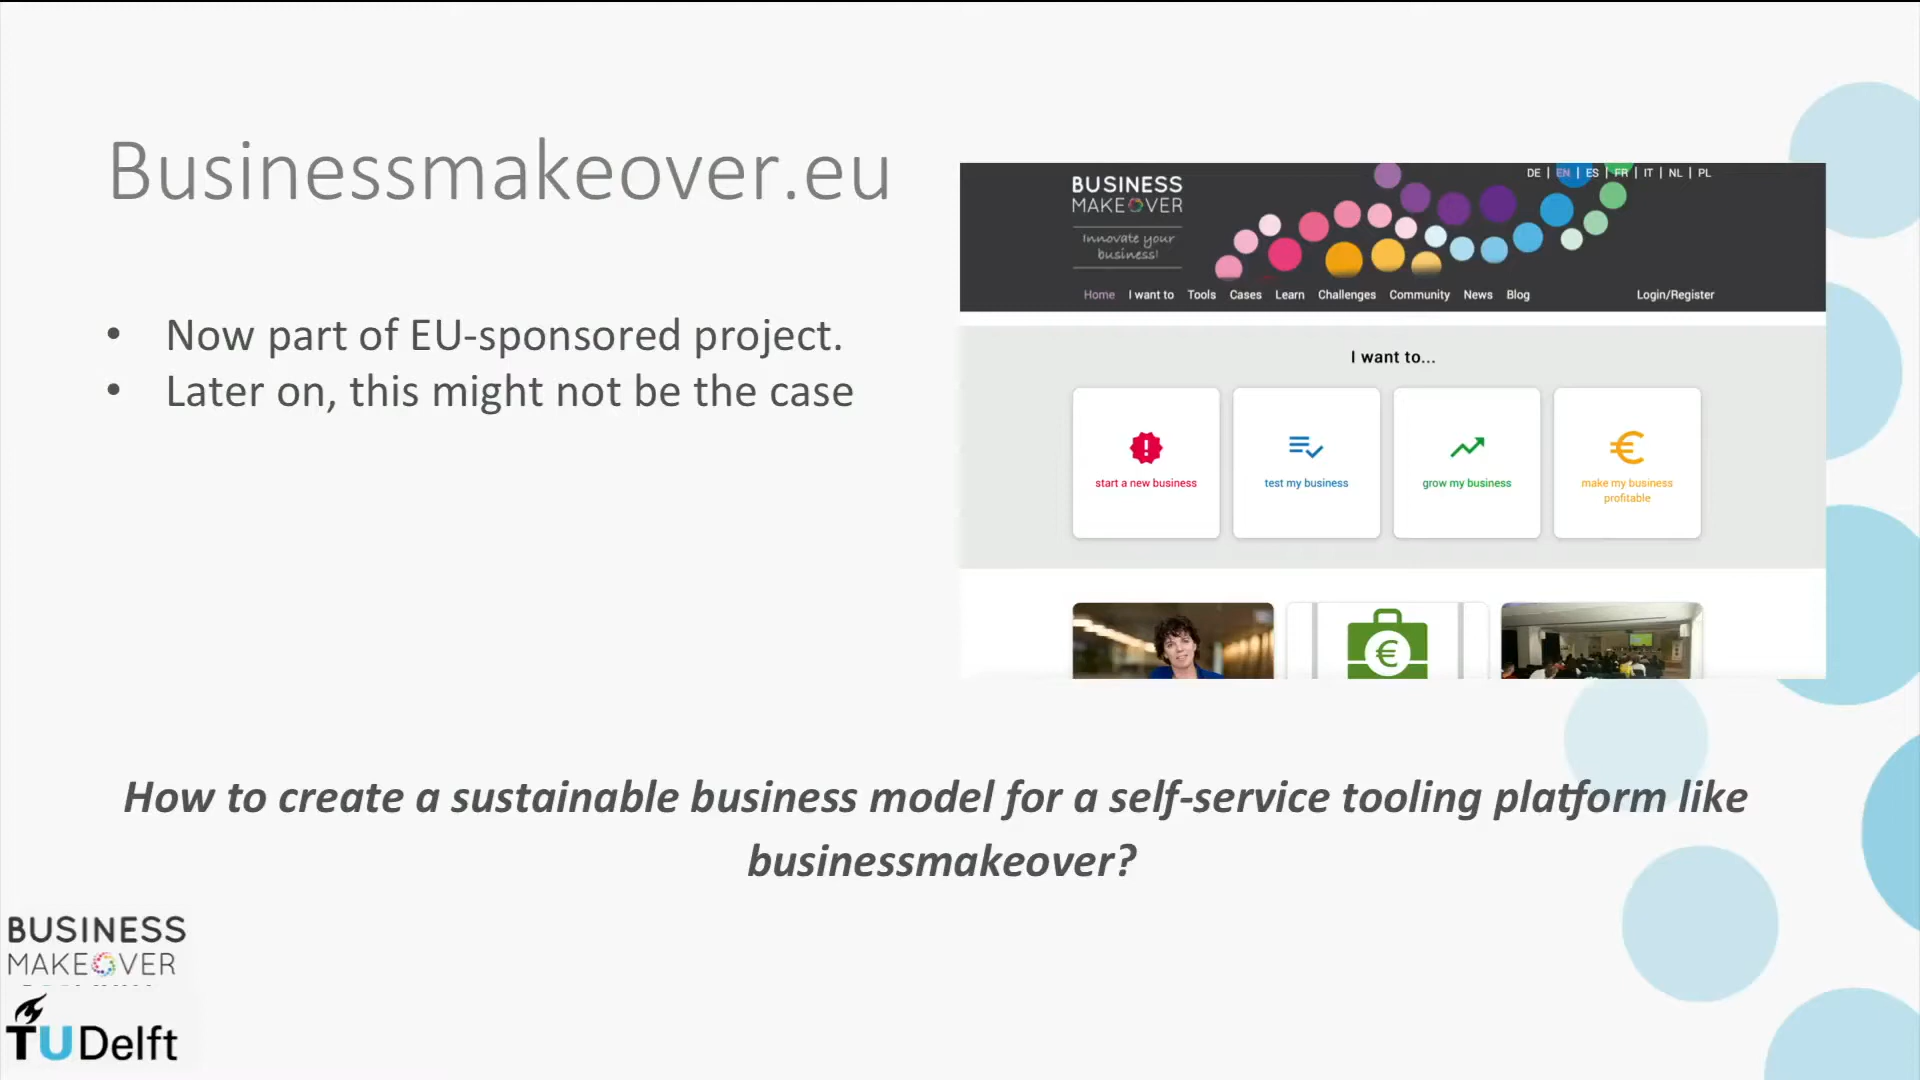 Businessmakeover.eu
• Now part of EU-sponsored project.
• Later on, this might not be the case
BUSINESS
MAKEOVER
Innovate your
business!
DE | EN | ES | FR | IT | NL | PL
Home I want to Tools Cases Learn Challenges Community News Blog Login/Register
I want to...
start a new business
test my business
grow my business
make my business
profitable
How to create a sustainable business model for a self-service tooling platform like
businessmakeover?
BUSINESS
MAKEOVER
TUDelft